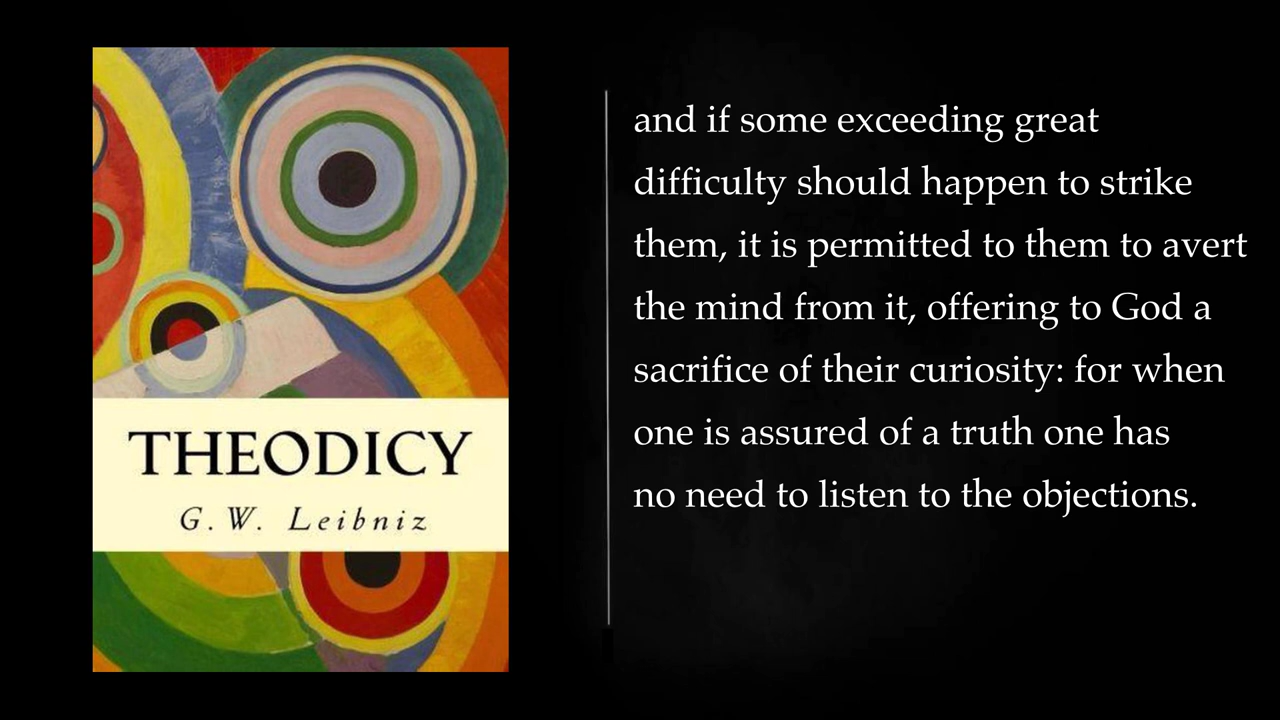 THEODICY
G. W. Leibniz
and if some exceeding great
difficulty should happen to strike
them, it is permitted to them to avert
the mind from it, offering to God a
sacrifice of their curiosity: for when
one is assured of a truth one has
no need to listen to the objections.